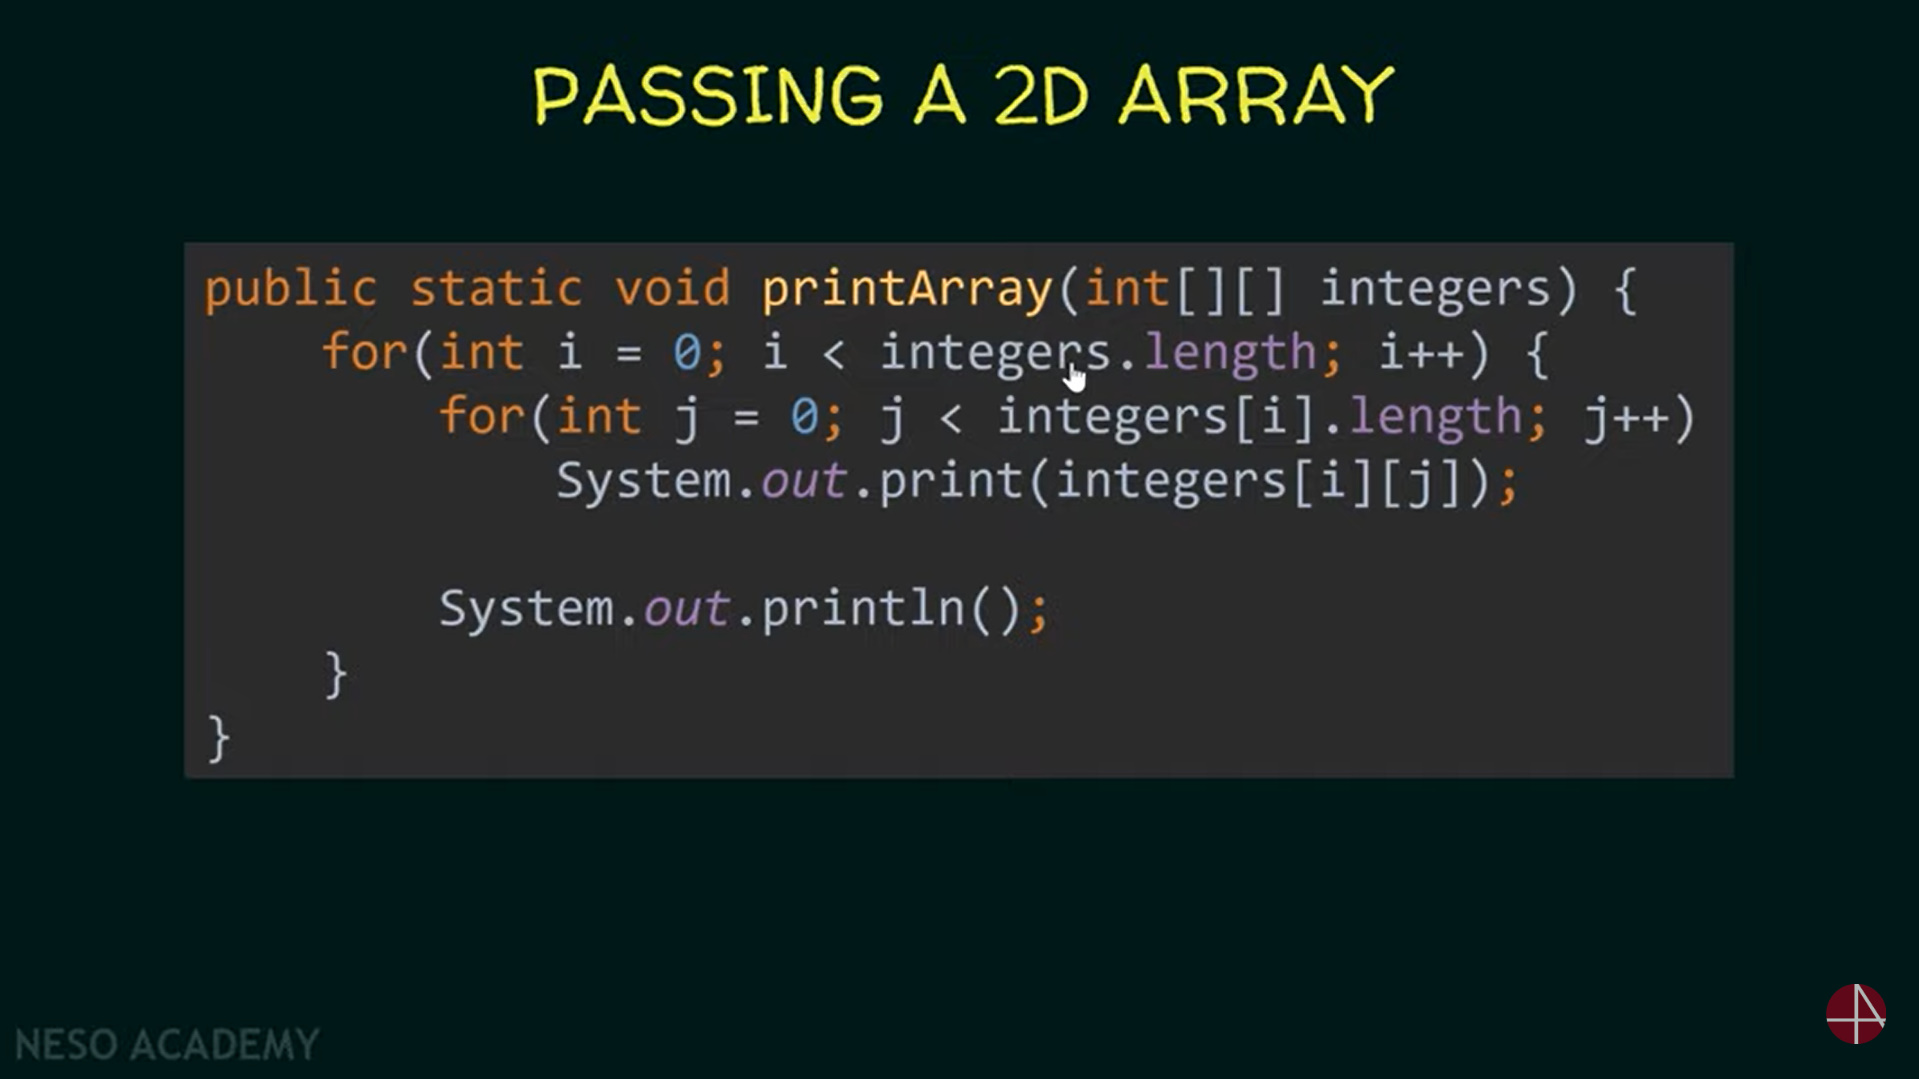 PASSING A 2D ARRAY
public static void printArray(int[][] integers) {
    for(int i = 0; i < integers.length; i++) {
        for(int j = 0; j < integers[i].length; j++)
            System.out.print(integers[i][j]);
        System.out.println();
    }
}
NESO ACADEMY